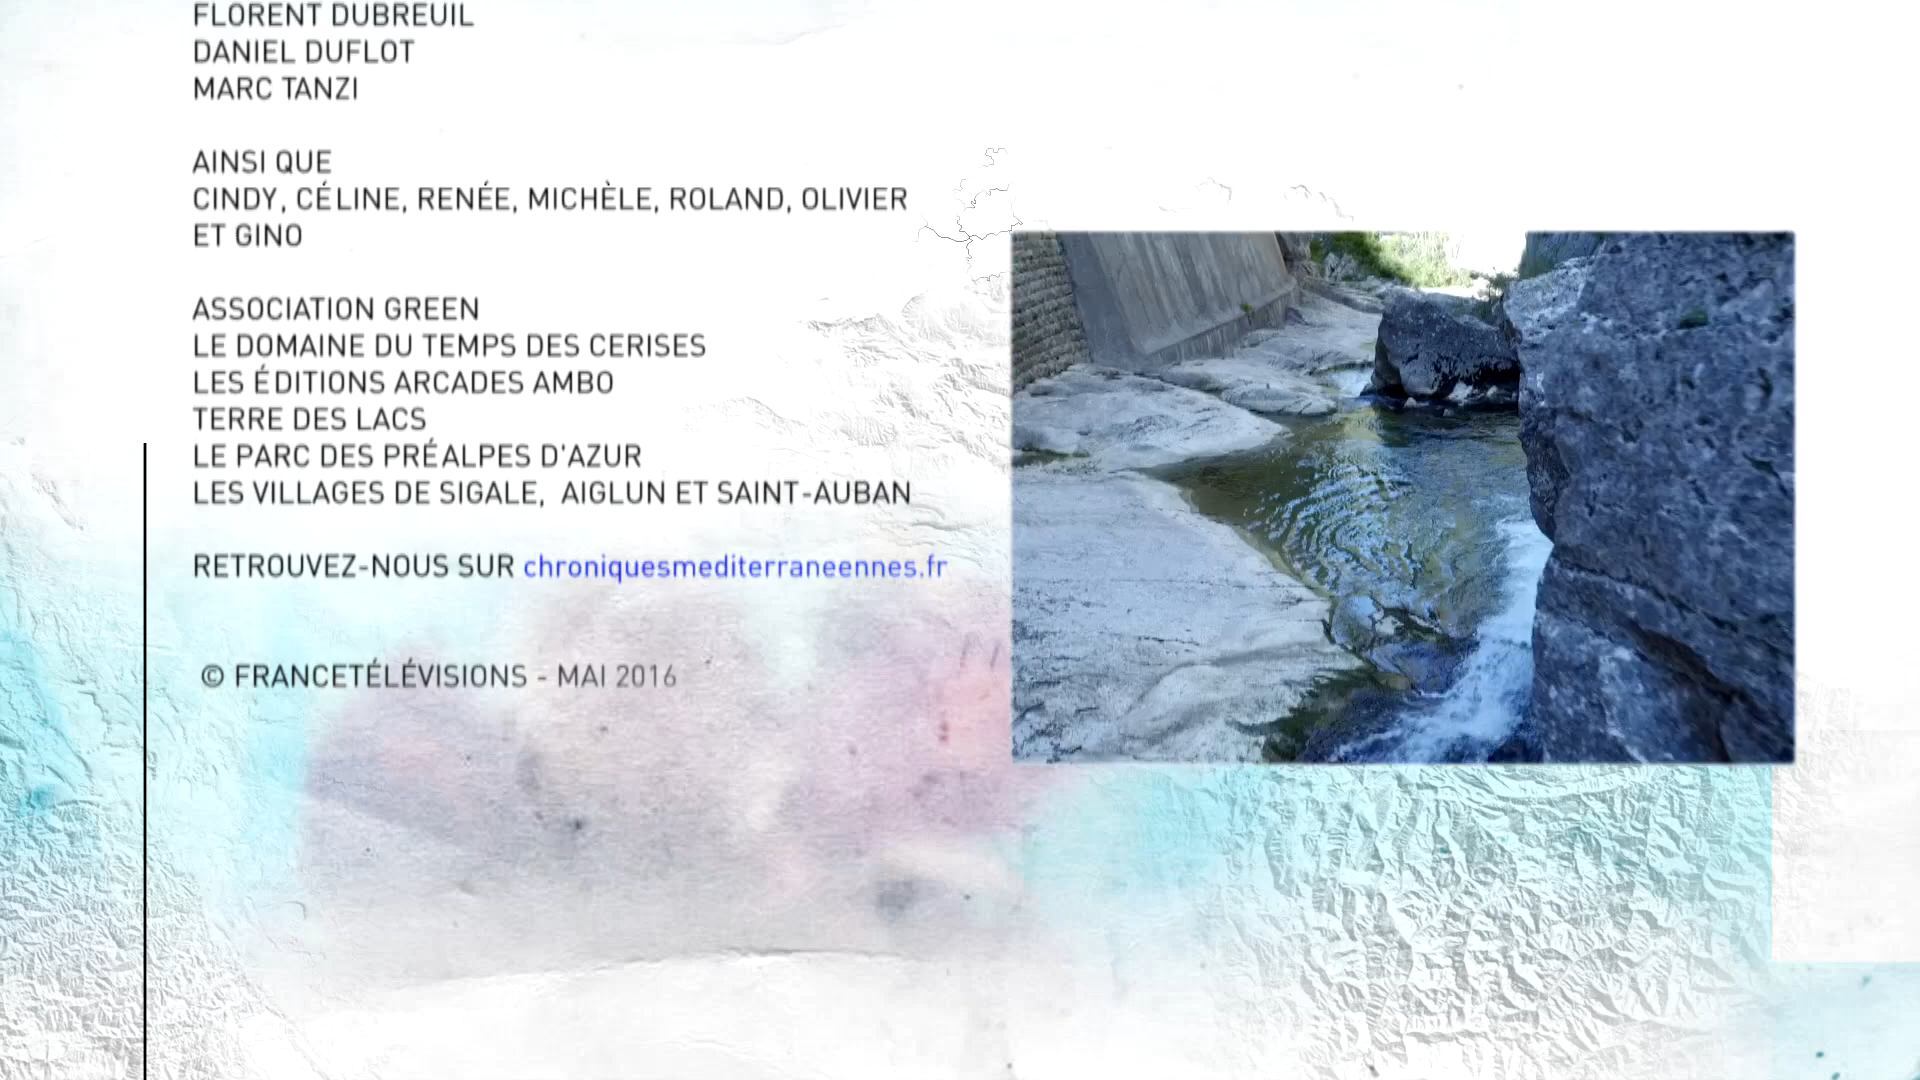 FLORENT DUBREUIL
DANIEL DUFLOT
MARC TANZI
AINSI QUE
CINDY, CÉLINE, RENÉE, MICHÈLE, ROLAND, OLIVIER
ET GINO
ASSOCIATION GREEN
LE DOMAINE DU TEMPS DES CERISES
LES ÉDITIONS ARCADES AMBO
TERRE DES LACS
LE PARC DES PRÉALPES D'AZUR
LES VILLAGES DE SIGALE, AIGLUN ET SAINT-AUBAN
RETROUVEZ-NOUS SUR chroniquesmediterraneennes.fr
© FRANCETÉLÉVISIONS - MAI 2016